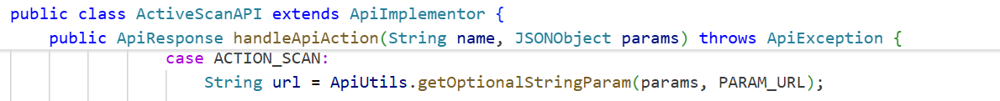 public class ActiveScanAPI extends ApiImplementor {
public ApiResponse handleApiAction(String name, JSONObject params) throws ApiException {
case ACTION_SCAN:
String url = ApiUtils.getOptionalStringParam(params, PARAM_URL);